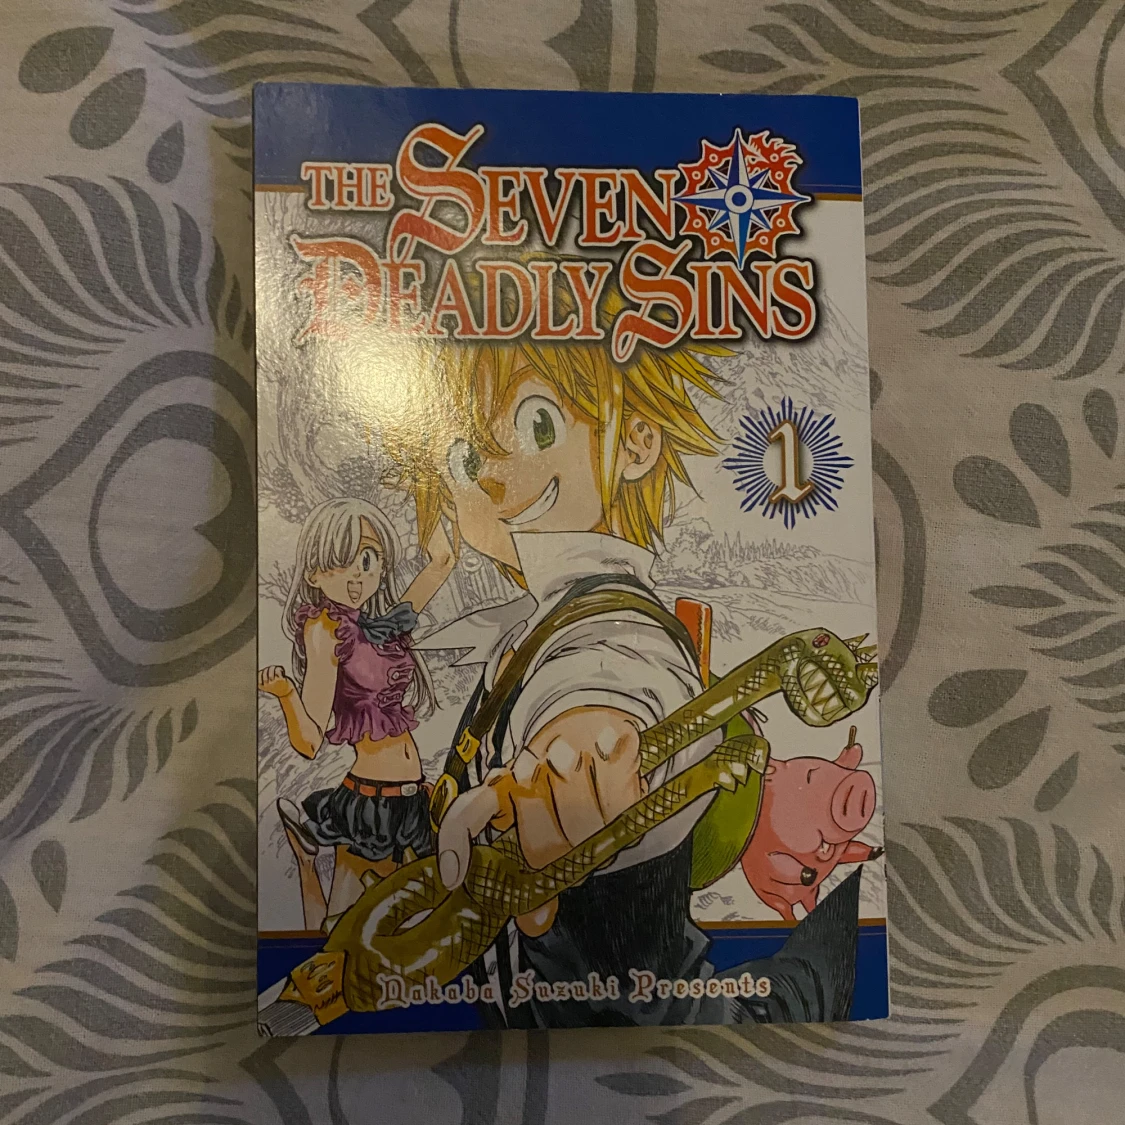 THE SEVEN
DEADLY SINS
1
Nakaba Suzuki Presents